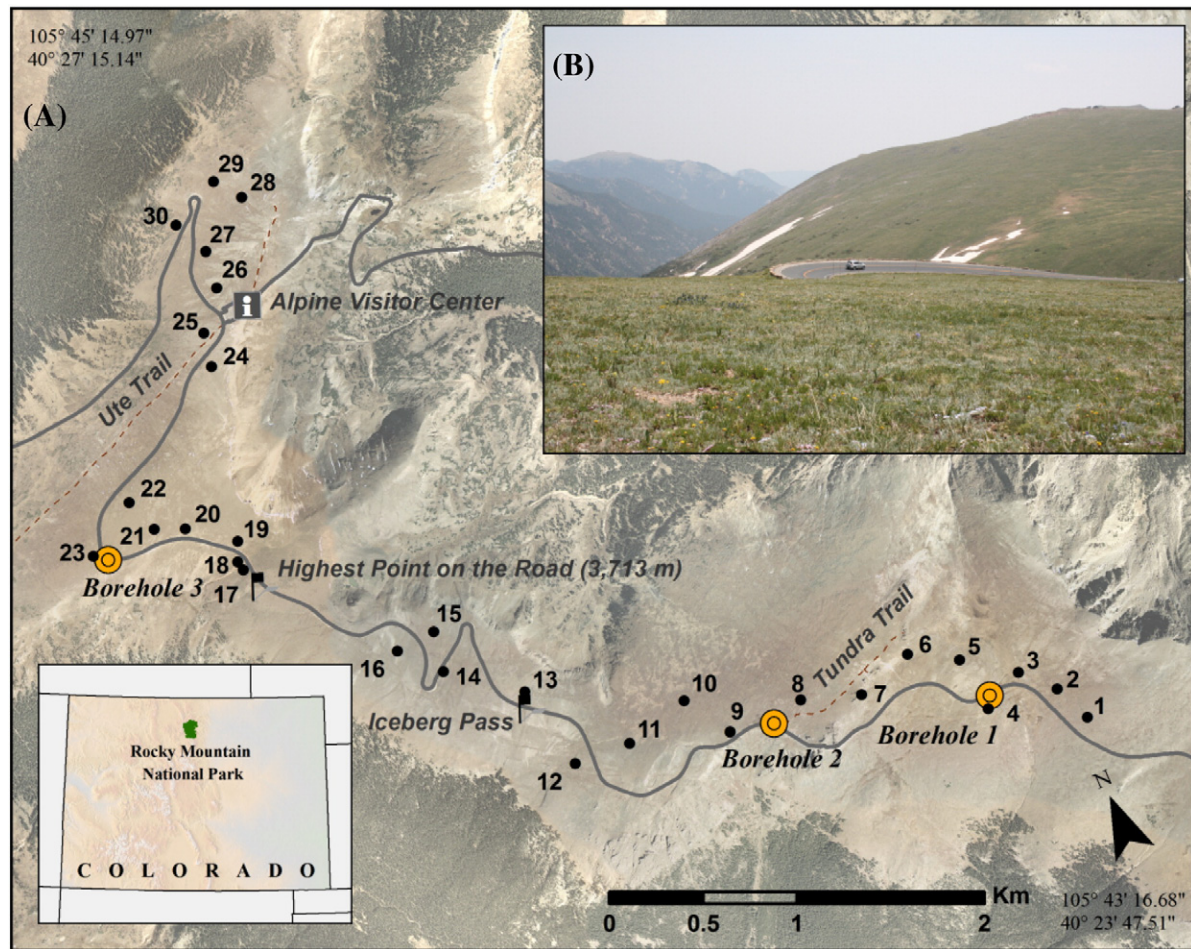 105° 45' 14.97"
40° 27' 15.14"
(A)
(B)
29
28
30
27
26
Alpine Visitor Center
25
24
Ute Trail
22
21
20
19
23
18
Borehole 3
17
Highest Point on the Road (3,713 m)
15
16
14
13
Iceberg Pass
12
11
10
9
8
Tundra Trail
7
6
5
3
2
1
4
Borehole 1
Borehole 2
Rocky Mountain
National Park
COLORADO
N
Km
0 0.5 1 2
105° 43' 16.68"
40° 23' 47.51"